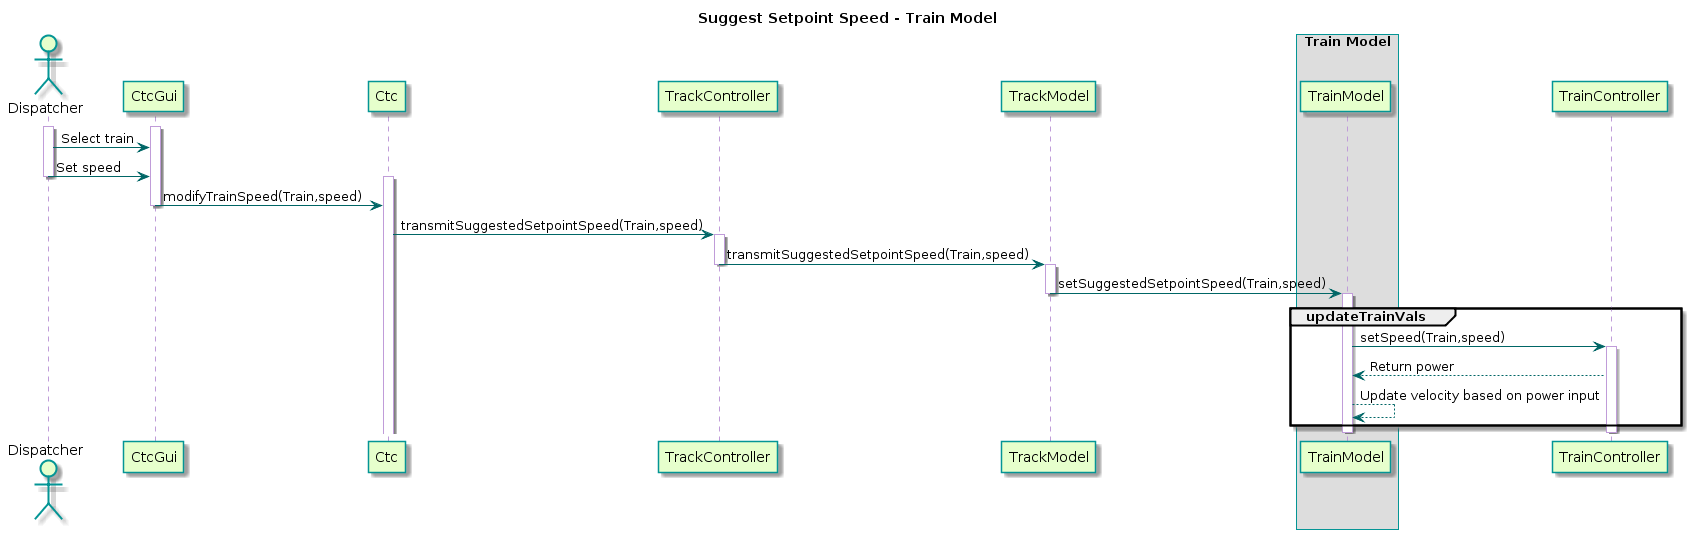 Suggest Setpoint Speed - Train Model
Train Model
Dispatcher
CtcGui
Ctc
TrackController
TrackModel
TrainModel
TrainController
Select train
Set speed
modifyTrainSpeed(Train,speed)
transmitSuggestedSetpointSpeed(Train,speed)
transmitSuggestedSetpointSpeed(Train,speed)
setSuggestedSetpointSpeed(Train,speed)
updateTrainVals
setSpeed(Train,speed)
Return power
Update velocity based on power input
Dispatcher
CtcGui
Ctc
TrackController
TrackModel
TrainModel
TrainController